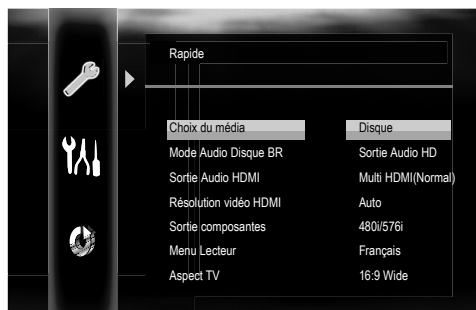 Rapide
Choix du média Disque
Mode Audio Disque BR Sortie Audio HD
Sortie Audio HDMI Multi HDMI(Normal)
Résolution vidéo HDMI Auto
Sortie composantes 480i/576i
Menu Lecteur Français
Aspect TV 16:9 Wide